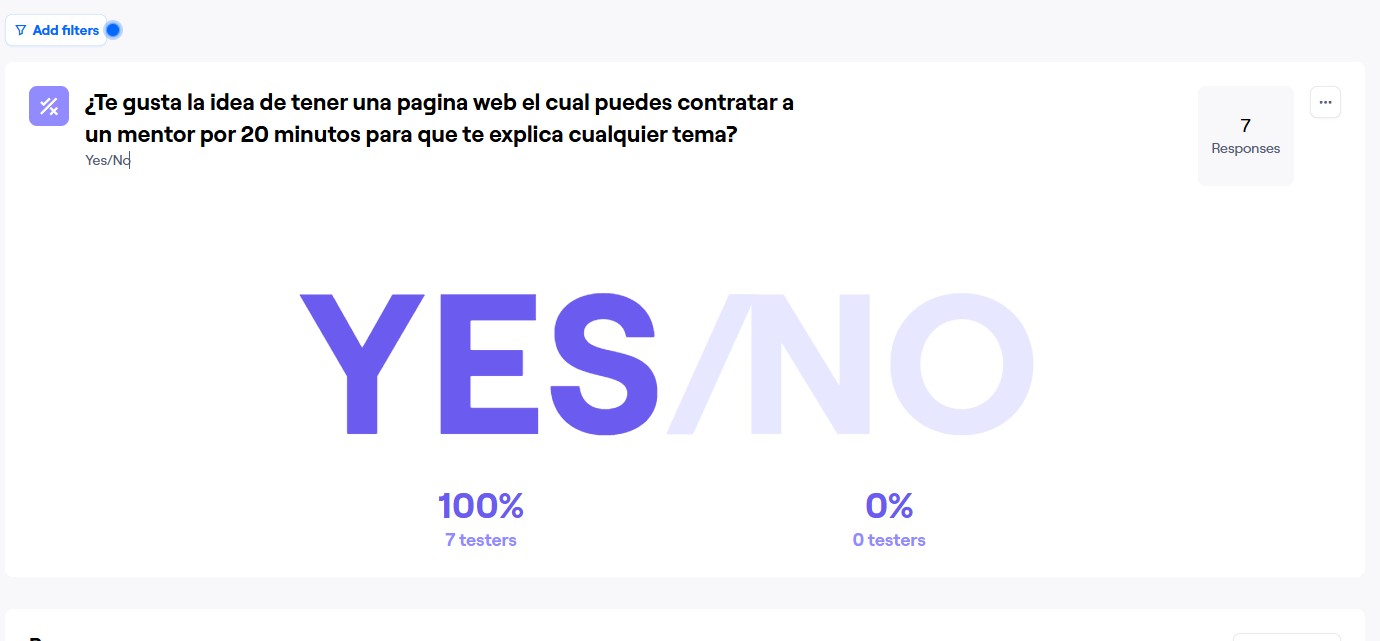 Add filters
¿Te gusta la idea de tener una pagina web el cual puedes contratar a
un mentor por 20 minutos para que te explica cualquier tema?
Yes/No
7
Responses
YES/NO
100%
0%
7 testers
0 testers